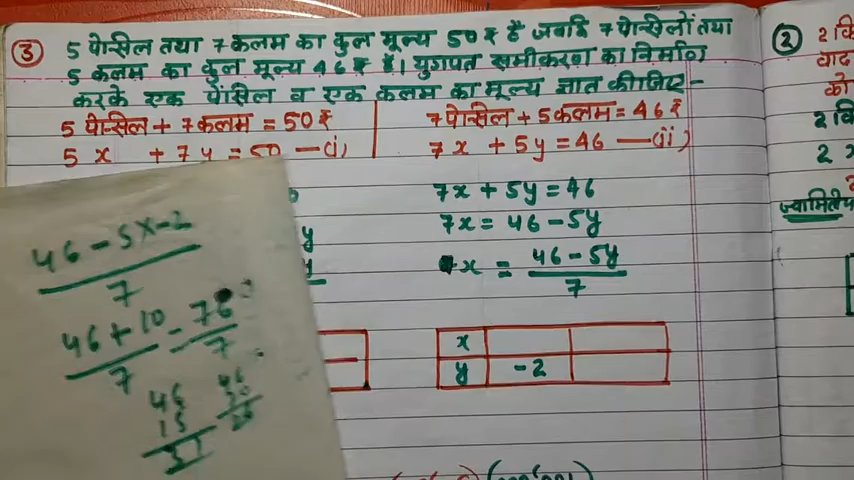 ③ 5 पेन्सिल तथा 7 कलम का कुल मूल्य 50 ₹ है जबकि 7 पेन्सिलों तथा
5 कलम का कुल मूल्य 46 ₹ है। युगपत समीकरण का निर्माण
करके एक पेंसिल व एक कलम का मूल्य ज्ञात कीजिए -
5 पेन्सिल + 7 कलम = 50 ₹
5x + 7y = 50 —(i)
7 पेन्सिल + 5 कलम = 46 ₹
7x + 5y = 46 —(ii)
7x + 5y = 46
7x = 46 - 5y
x = 46 - 5y
7
x
y -2
46 - 5x-2
7
46 + 10 - 76
7 7
46
15
31
② 2 कि
वाद
को
2 कि
2 x